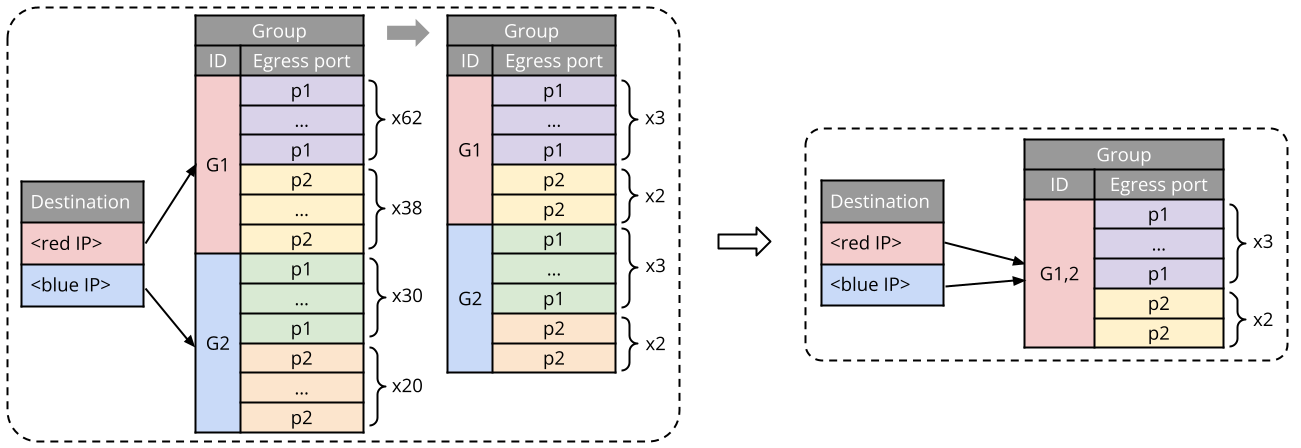 Destination
<red IP>
<blue IP>
Group
ID Egress port
G1
p1
...
p1
x62
p2
...
p2
x38
G2
p1
...
p1
x30
p2
...
p2
x20
Group
ID Egress port
G1
p1
...
p1
x3
p2
p2
x2
G2
p1
...
p1
x3
p2
p2
x2
Destination
<red IP>
<blue IP>
Group
ID Egress port
G1,2
p1
...
p1
x3
p2
p2
x2